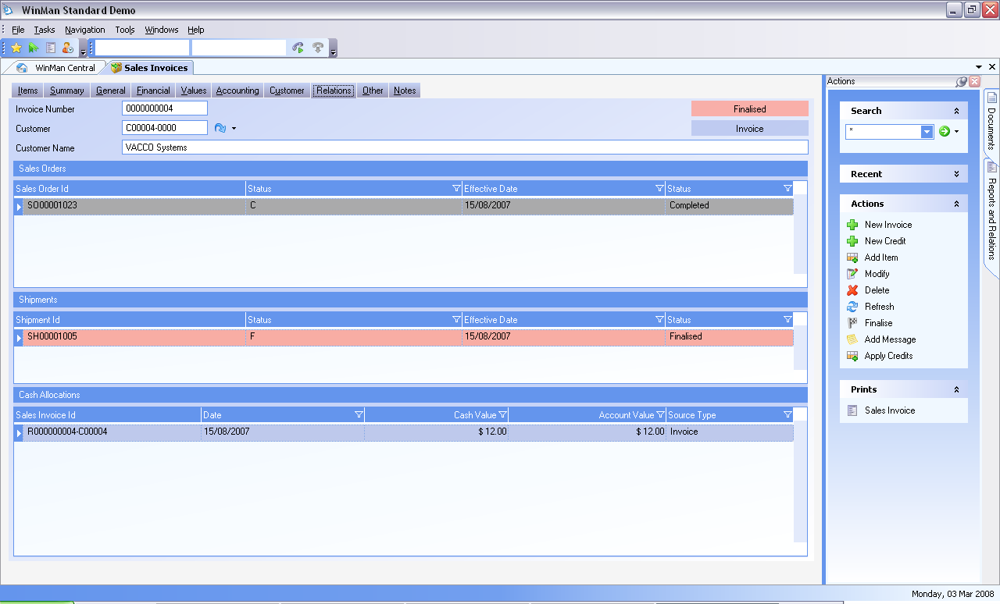 WinMan Standard Demo
File Tasks Navigation Tools Windows Help
WinMan Central Sales Invoices
Items Summary General Financial Values Accounting Customer Relations Other Notes
Invoice Number 0000000004 Finalised
Customer C00004-0000 Invoice
Customer Name VACCO Systems
Sales Orders
Sales Order Id Status Effective Date Status
SO00001023 C 15/08/2007 Completed
Shipments
Shipment Id Status Effective Date Status
SH00001005 F 15/08/2007 Finalised
Cash Allocations
Sales Invoice Id Date Cash Value Account Value Source Type
R000000004-C00004 15/08/2007 $ 12.00 $ 12.00 Invoice
Actions
Search
*
Recent
Actions
New Invoice
New Credit
Add Item
Modify
Delete
Refresh
Finalise
Add Message
Apply Credits
Prints
Sales Invoice
Documents
Reports and Relations
Monday, 03 Mar 2008